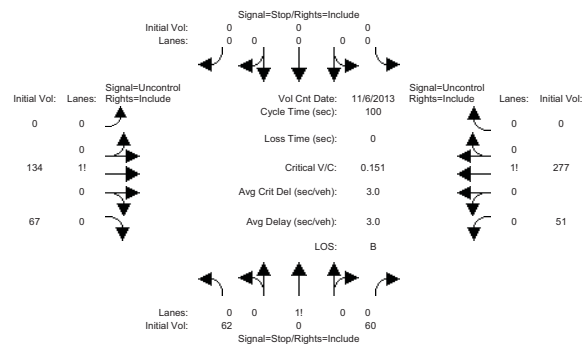 Signal=Stop/Rights=Include
Initial Vol: 0 0 0
Lanes: 0 0 0 0 0
Signal=Uncontrol Signal=Uncontrol
Initial Vol: Lanes: Rights=Include Vol Cnt Date: 11/6/2013 Rights=Include Lanes: Initial Vol:
Cycle Time (sec): 100
0 0 0 0
Loss Time (sec): 0
0 0
134 1! Critical V/C: 0.151 1! 277
0 Avg Crit Del (sec/veh): 3.0 0
67 0 Avg Delay (sec/veh): 3.0 0 51
LOS: B
Lanes: 0 0 1! 0 0
Initial Vol: 62 0 60
Signal=Stop/Rights=Include